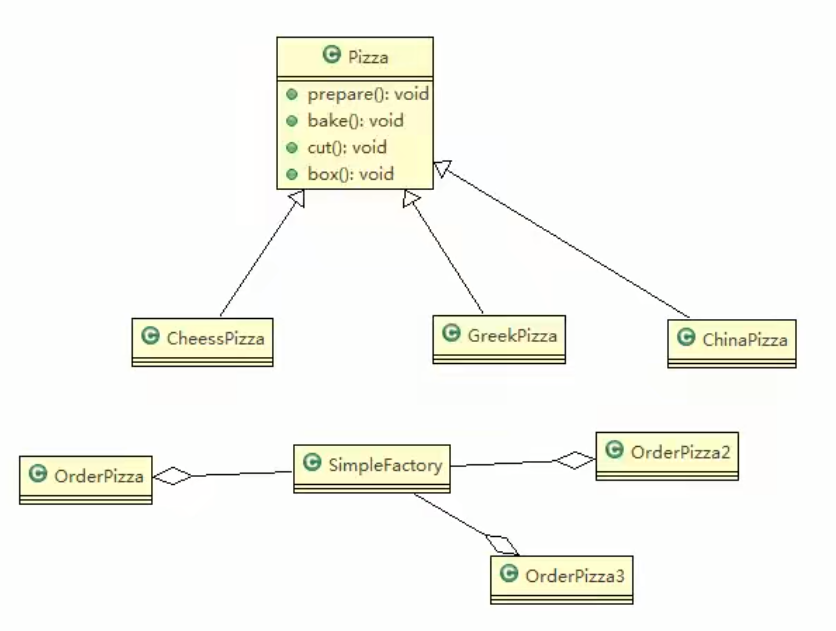 Pizza
prepare(): void
bake(): void
cut(): void
box(): void
CheessPizza
GreekPizza
ChinaPizza
OrderPizza
SimpleFactory
OrderPizza2
OrderPizza3